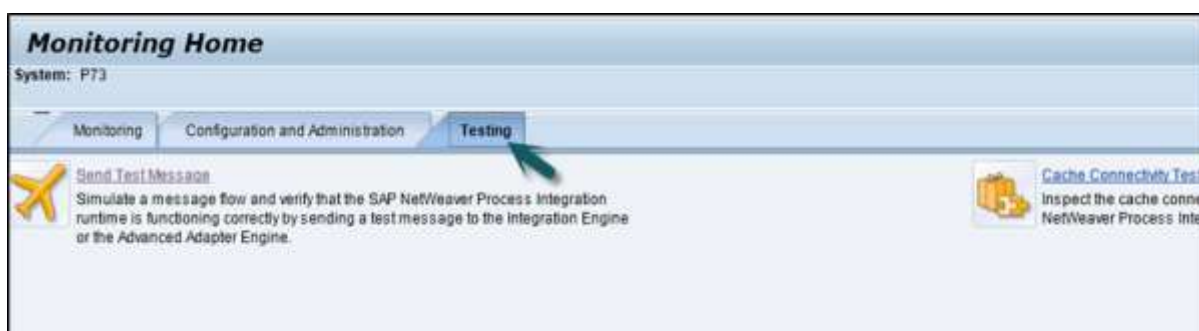 Monitoring Home
System: P73
Monitoring Configuration and Administration Testing
Send Test Message
Simulate a message flow and verify that the SAP NetWeaver Process Integration
runtime is functioning correctly by sending a test message to the Integration Engine
or the Advanced Adapter Engine.
Cache Connectivity Test
Inspect the cache conne
NetWeaver Process Inte